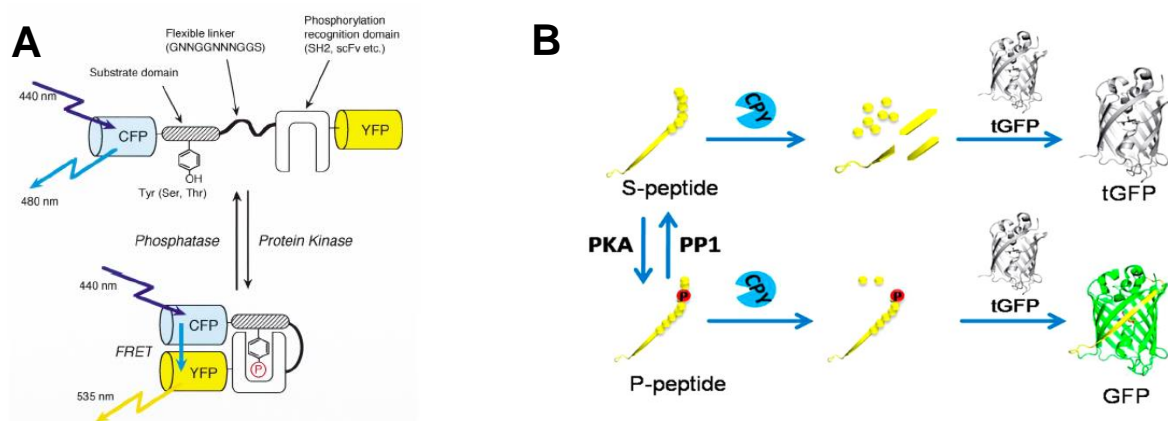 A
Flexible linker
(GNNGGNNNGGS)
Phosphorylation
recognition domain
(SH2, scFv etc.)
Substrate domain
440 nm
CFP
YFP
OH
480 nm
Tyr (Ser, Thr)
Phosphatase
Protein Kinase
440 nm
CFP
FRET
YFP
P
535 nm
B
CPY
tGFP
S-peptide
tGFP
PKA
PP1
P
CPY
P
tGFP
P-peptide
GFP